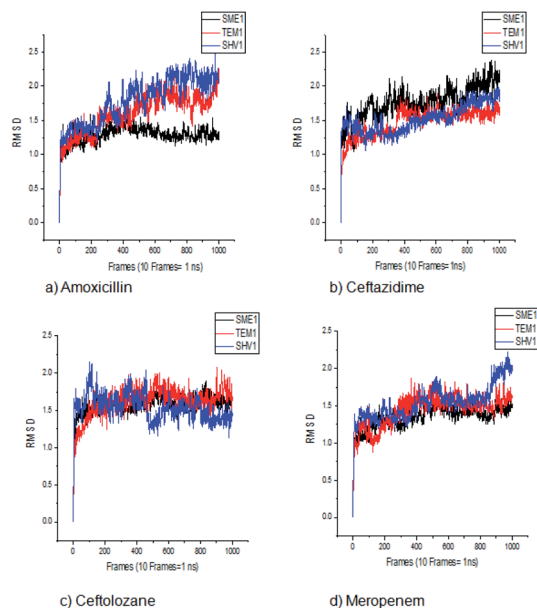 SME1
TEM1
SHV1
2.5
2.0
1.5
1.0
0.5
0.0
RMSD
0 200 400 600 800 1000
Frames (10 Frames= 1 ns)
a) Amoxicillin
SME1
TEM1
SHV1
2.5
2.0
1.5
1.0
0.5
0.0
RMSD
0 200 400 600 800 1000
Frames (10 Frames= 1ns)
b) Ceftazidime
SME1
TEM1
SHV1
2.5
2.0
1.5
1.0
0.5
0.0
RMSD
0 200 400 600 800 1000
Frames (10 Frames=1 ns)
c) Ceftolozane
SME1
TEM1
SHV1
2.5
2.0
1.5
1.0
0.5
0.0
RMSD
0 200 400 600 800 1000
Frames (10 Frames= 1ns)
d) Meropenem